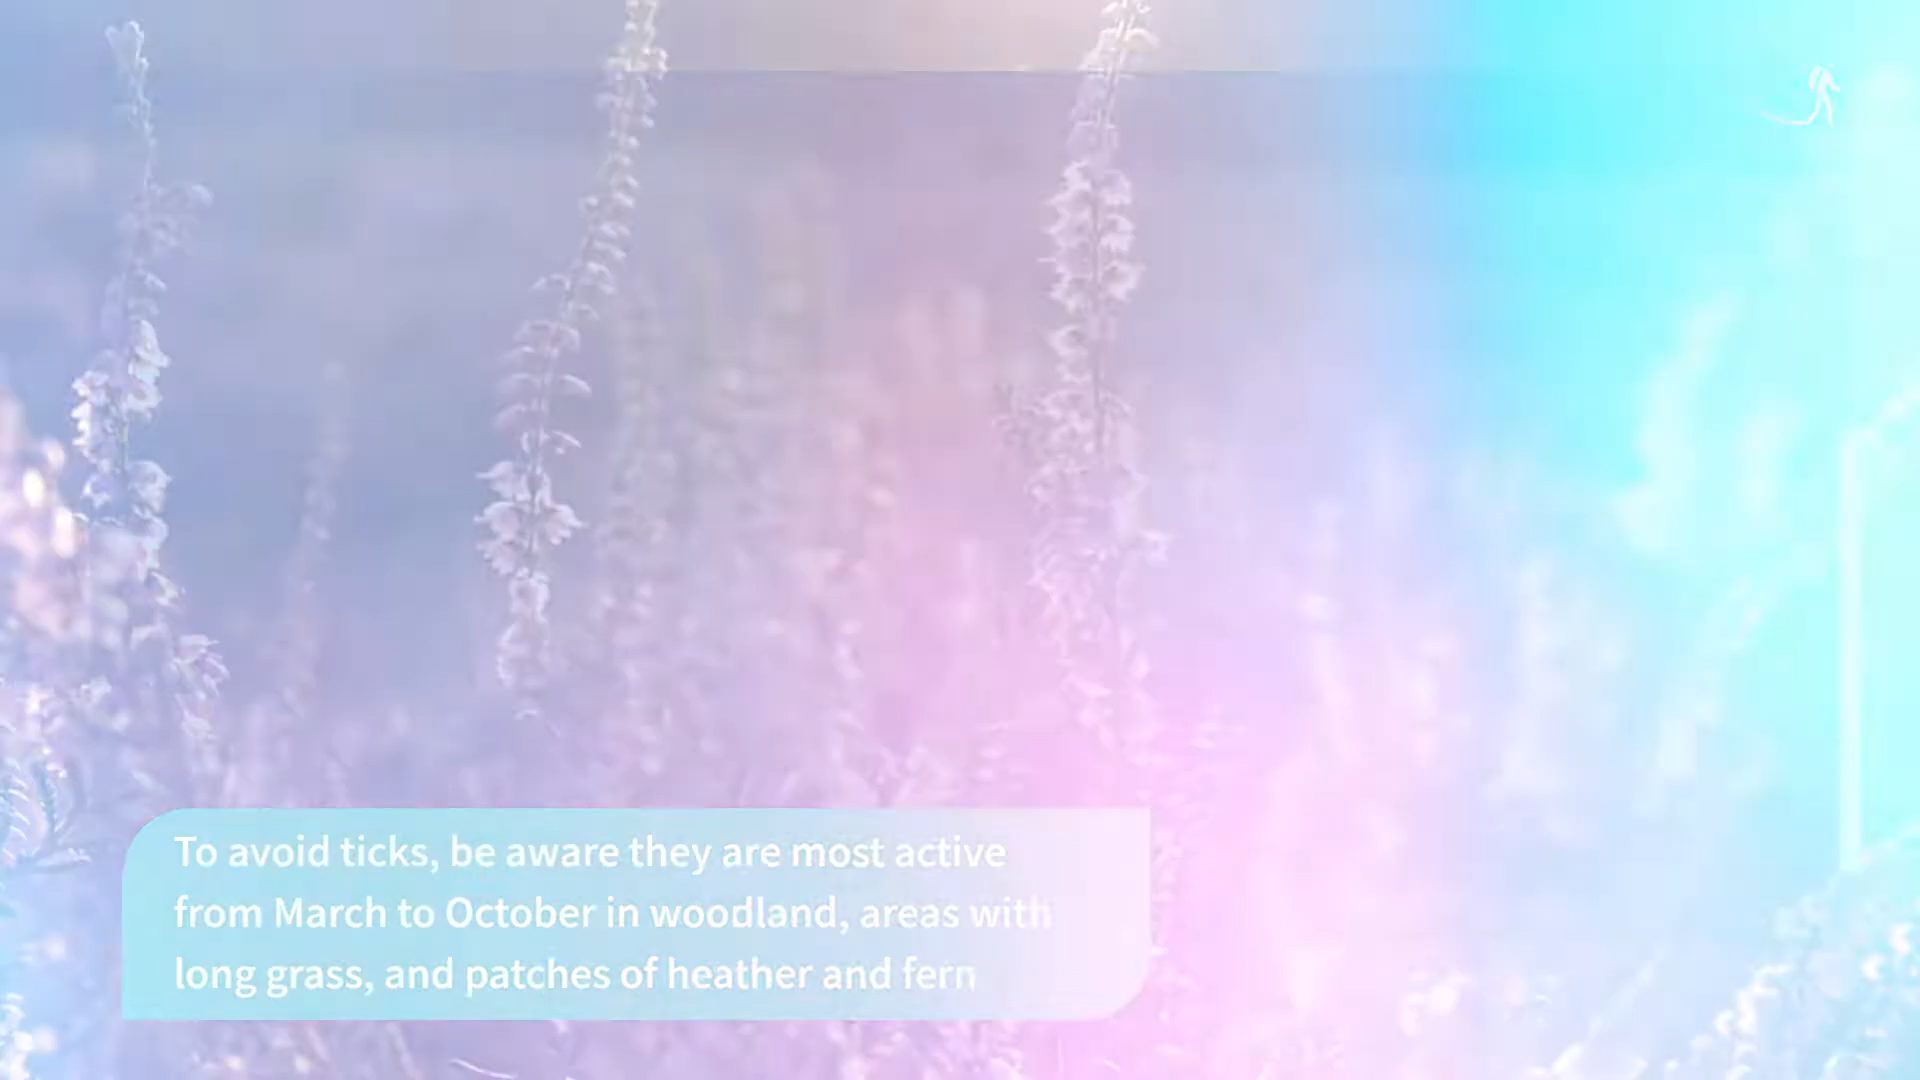 To avoid ticks, be aware they are most active
from March to October in woodland, areas with
long grass, and patches of heather and fern